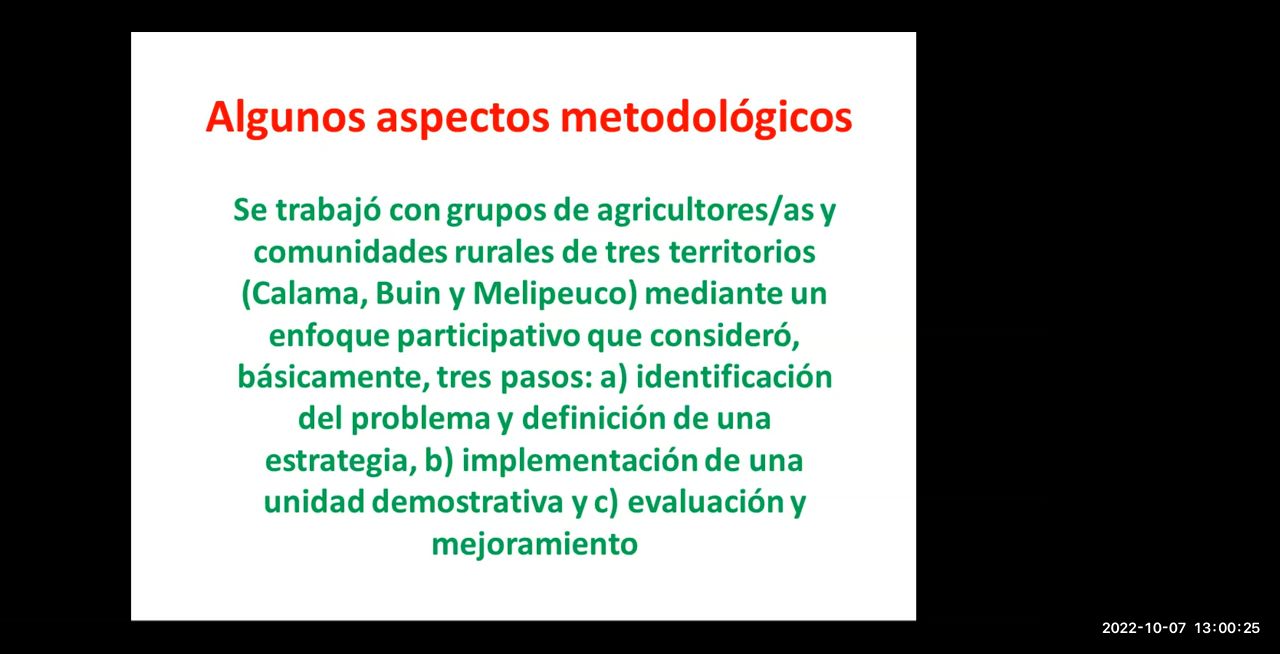 Algunos aspectos metodológicos
Se trabajó con grupos de agricultores/as y
comunidades rurales de tres territorios
(Calama, Buin y Melipeuco) mediante un
enfoque participativo que consideró,
básicamente, tres pasos: a) identificación
del problema y definición de una
estrategia, b) implementación de una
unidad demostrativa y c) evaluación y
mejoramiento
2022-10-07 13:00:25